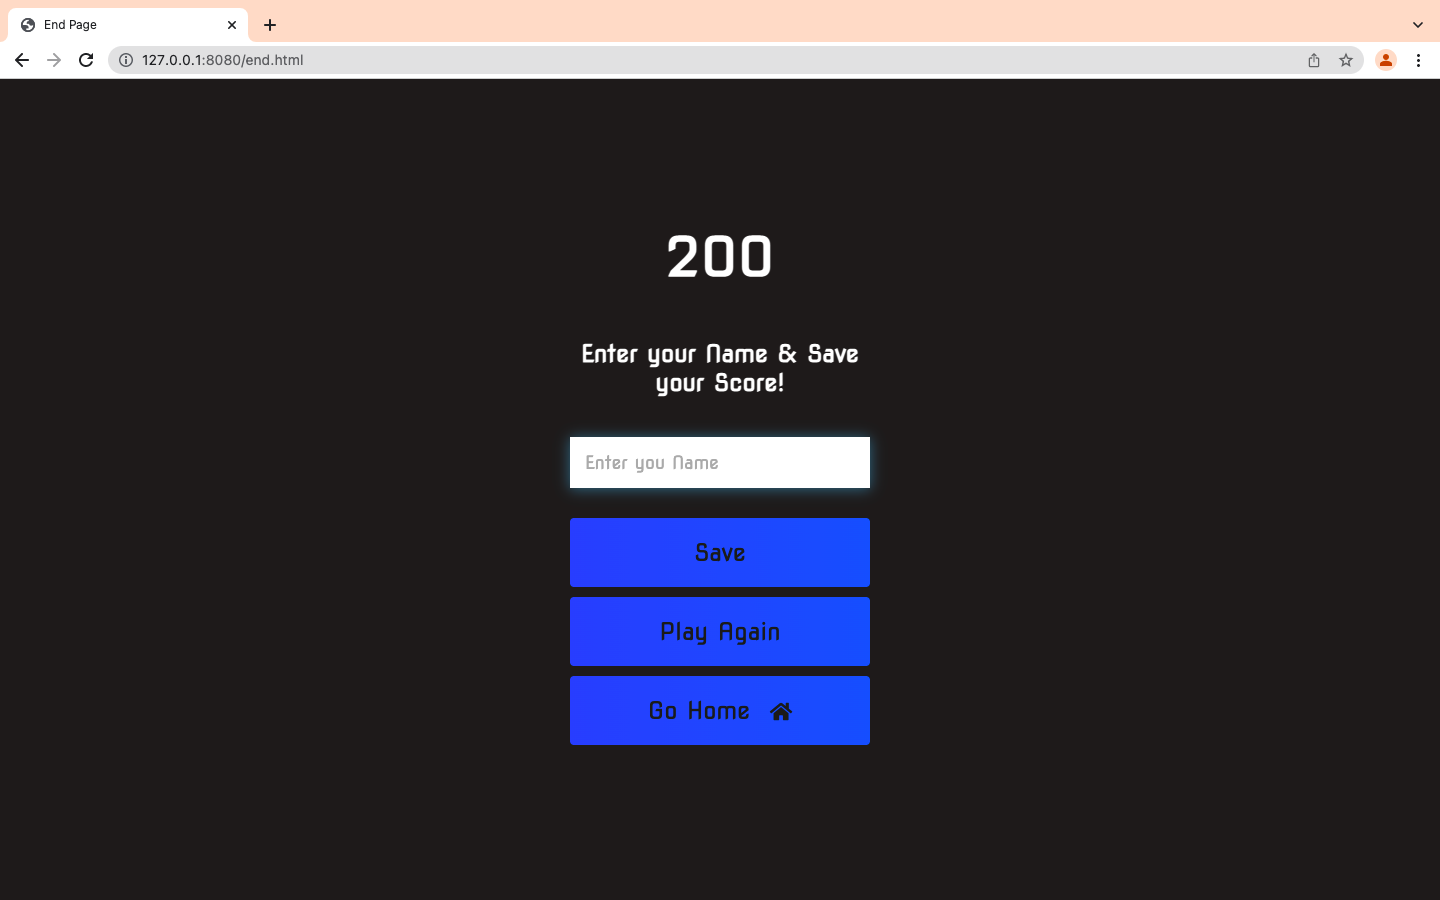 End Page
127.0.0.1:8080/end.html
200
Enter your Name & Save
your Score!
Enter you Name
Save
Play Again
Go Home